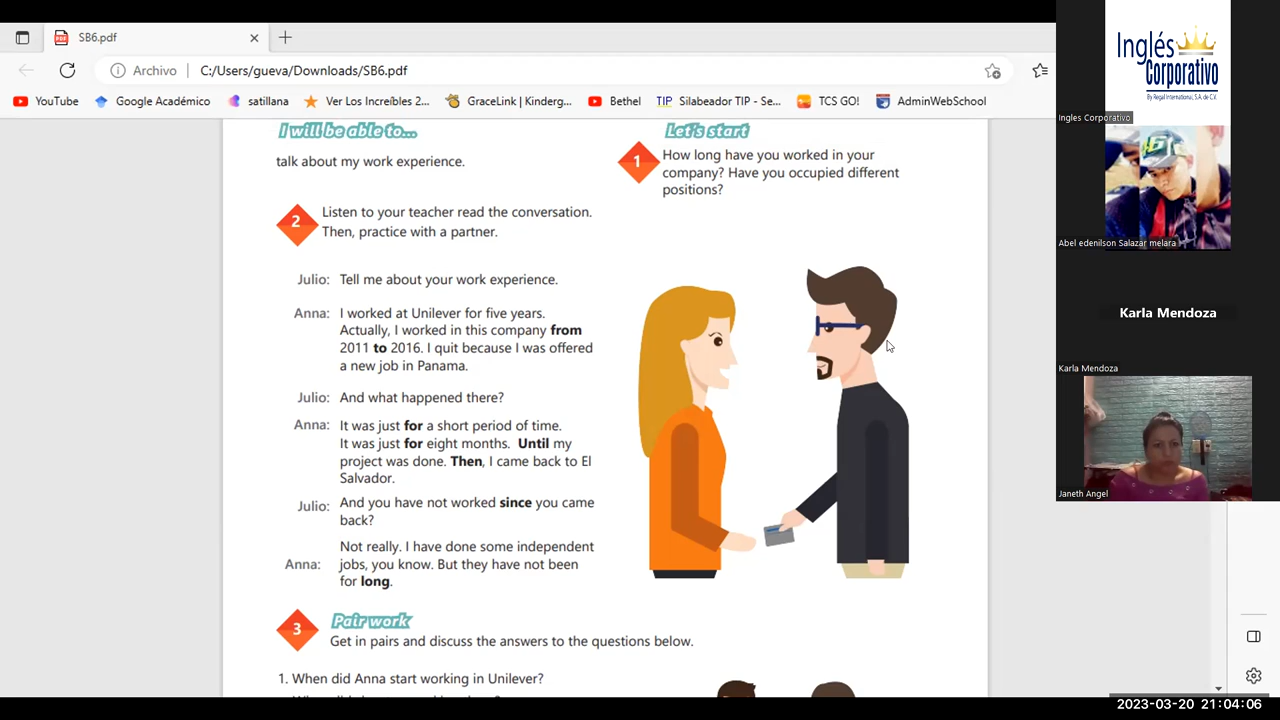 SB6.pdf
Archivo
C:/Users/gueva/Downloads/SB6.pdf
YouTube
Google Académico
satillana
Ver Los Increíbles 2...
GraceLink | Kinderg...
Bethel
TIP
Silabeador TIP - Se...
TCS GO!
AdminWebSchool
I will be able to...
talk about my work experience.
Let's start
1
How long have you worked in your
company? Have you occupied different
positions?
2
Listen to your teacher read the conversation.
Then, practice with a partner.
Julio: Tell me about your work experience.
Anna: I worked at Unilever for five years.
Actually, I worked in this company from
2011 to 2016. I quit because I was offered
a new job in Panama.
Julio: And what happened there?
Anna: It was just for a short period of time.
It was just for eight months. Until my
project was done. Then, I came back to El
Salvador.
Julio: And you have not worked since you came
back?
Not really. I have done some independent
Anna: jobs, you know. But they have not been
for long.
3
Pair work
Get in pairs and discuss the answers to the questions below.
1. When did Anna start working in Unilever?
Inglés
Corporativo
By Regal International, S.A. de C.V.
Ingles Corporativo
Abel edenilson Salazar melara
Karla Mendoza
Karla Mendoza
Janeth Angel
2023-03-20 21:04:06